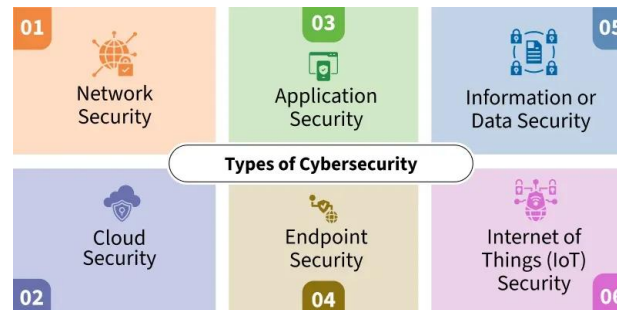 01
Network
Security
03
Application
Security
05
Information or
Data Security
Types of Cybersecurity
Cloud
Security
02
Endpoint
Security
04
Internet of
Things (IoT)
Security
06